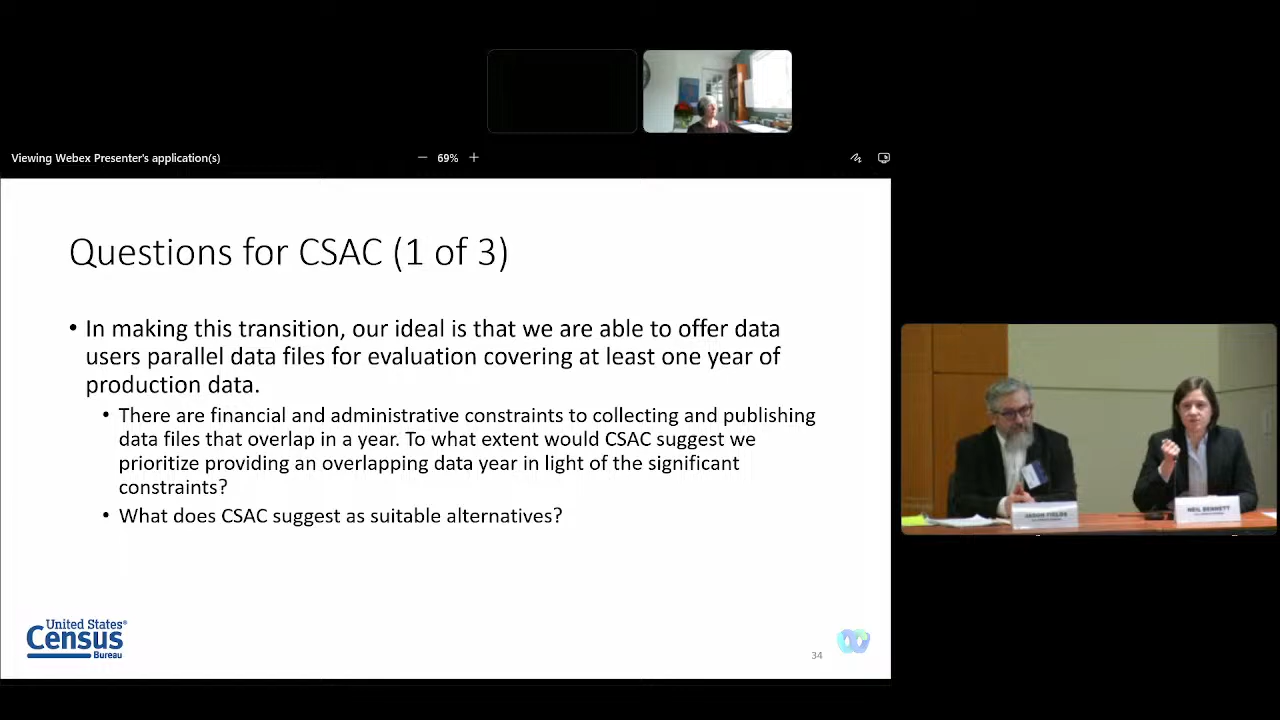 Viewing Webex Presenter's application(s)
69%
Questions for CSAC (1 of 3)
• In making this transition, our ideal is that we are able to offer data
users parallel data files for evaluation covering at least one year of
production data.
• There are financial and administrative constraints to collecting and publishing
data files that overlap in a year. To what extent would CSAC suggest we
prioritize providing an overlapping data year in light of the significant
constraints?
• What does CSAC suggest as suitable alternatives?
United States®
Census
Bureau
34
JASON FIELDS
NEIL BENNETT